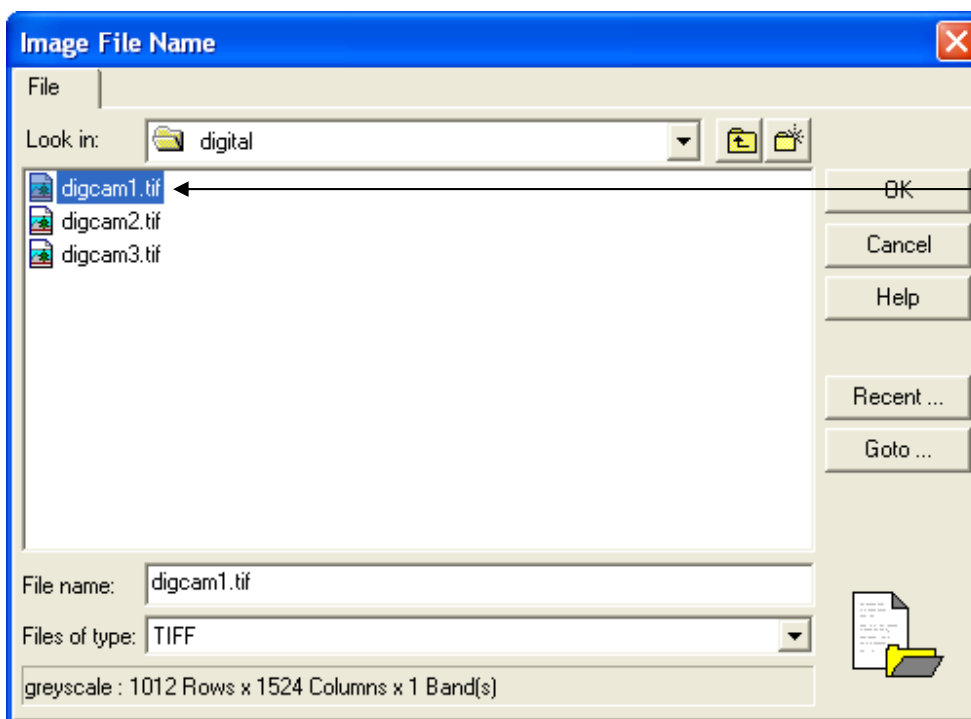 Image File Name
File
Look in: digital
digcam1.tif
digcam2.tif
digcam3.tif
OK
Cancel
Help
Recent ...
Goto ...
File name: digcam1.tif
Files of type: TIFF
greyscale : 1012 Rows x 1524 Columns x 1 Band(s)